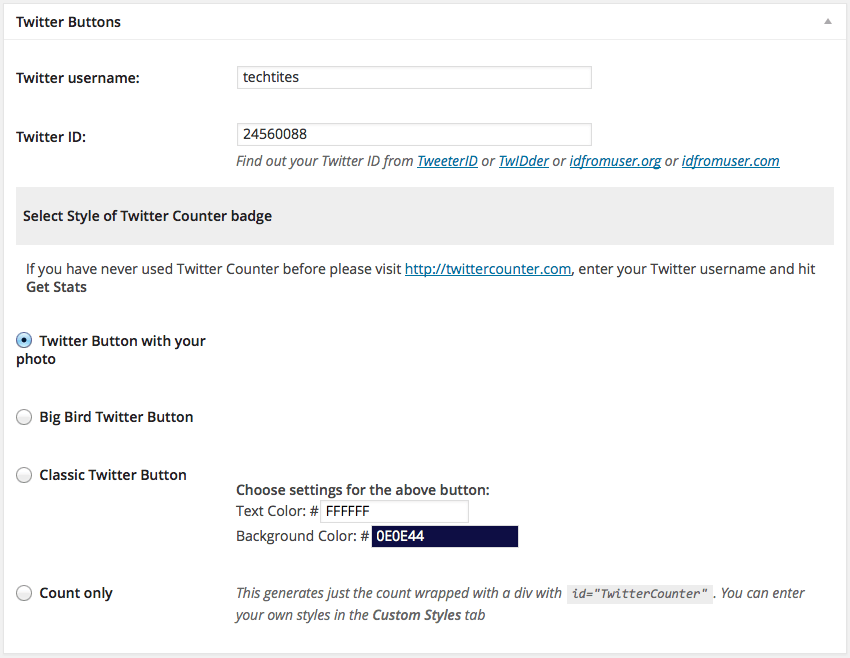 Twitter Buttons
Twitter username:
techtites
Twitter ID:
24560088
Find out your Twitter ID from TweeterID or TwIDder or idfromuser.org or idfromuser.com
Select Style of Twitter Counter badge
If you have never used Twitter Counter before please visit http://twittercounter.com, enter your Twitter username and hit
Get Stats
Twitter Button with your
photo
Big Bird Twitter Button
Classic Twitter Button
Choose settings for the above button:
Text Color: # FFFFFF
Background Color: # 0E0E44
Count only
This generates just the count wrapped with a div with id="TwitterCounter" . You can enter
your own styles in the Custom Styles tab